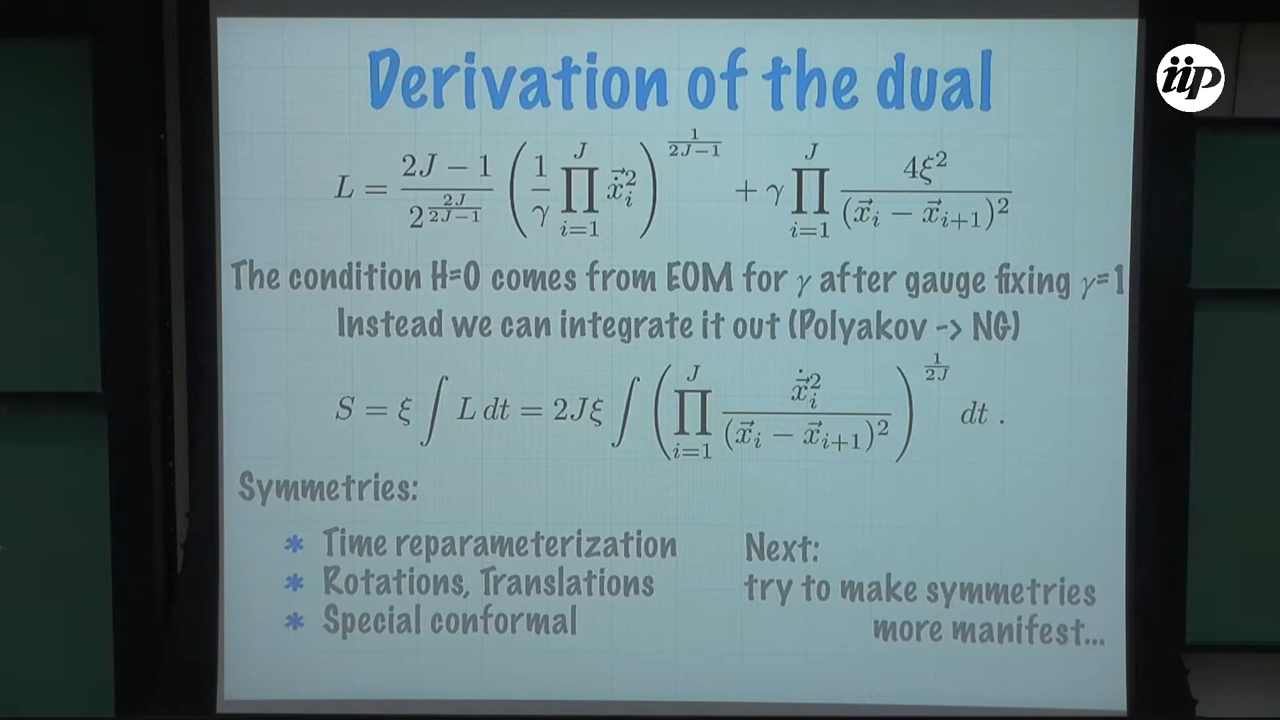 iip
Derivation of the dual
L = \frac{2J-1}{2^{\frac{2J}{2J-1}}} \left( \frac{1}{\gamma} \prod_{i=1}^{J} \dot{\vec{x}}_i^2 \right)^{\frac{1}{2J-1}} + \gamma \prod_{i=1}^{J} \frac{4\xi^2}{(\vec{x}_i - \vec{x}_{i+1})^2}
The condition H=0 comes from EOM for γ after gauge fixing γ=1
Instead we can integrate it out (Polyakov -> NG)
S = \xi \int L \, dt = 2J\xi \int \left( \prod_{i=1}^{J} \frac{\dot{\vec{x}}_i^2}{(\vec{x}_i - \vec{x}_{i+1})^2} \right)^{\frac{1}{2J}} dt .
Symmetries:
* Time reparameterization
* Rotations, Translations
* Special conformal
Next:
try to make symmetries
more manifest...